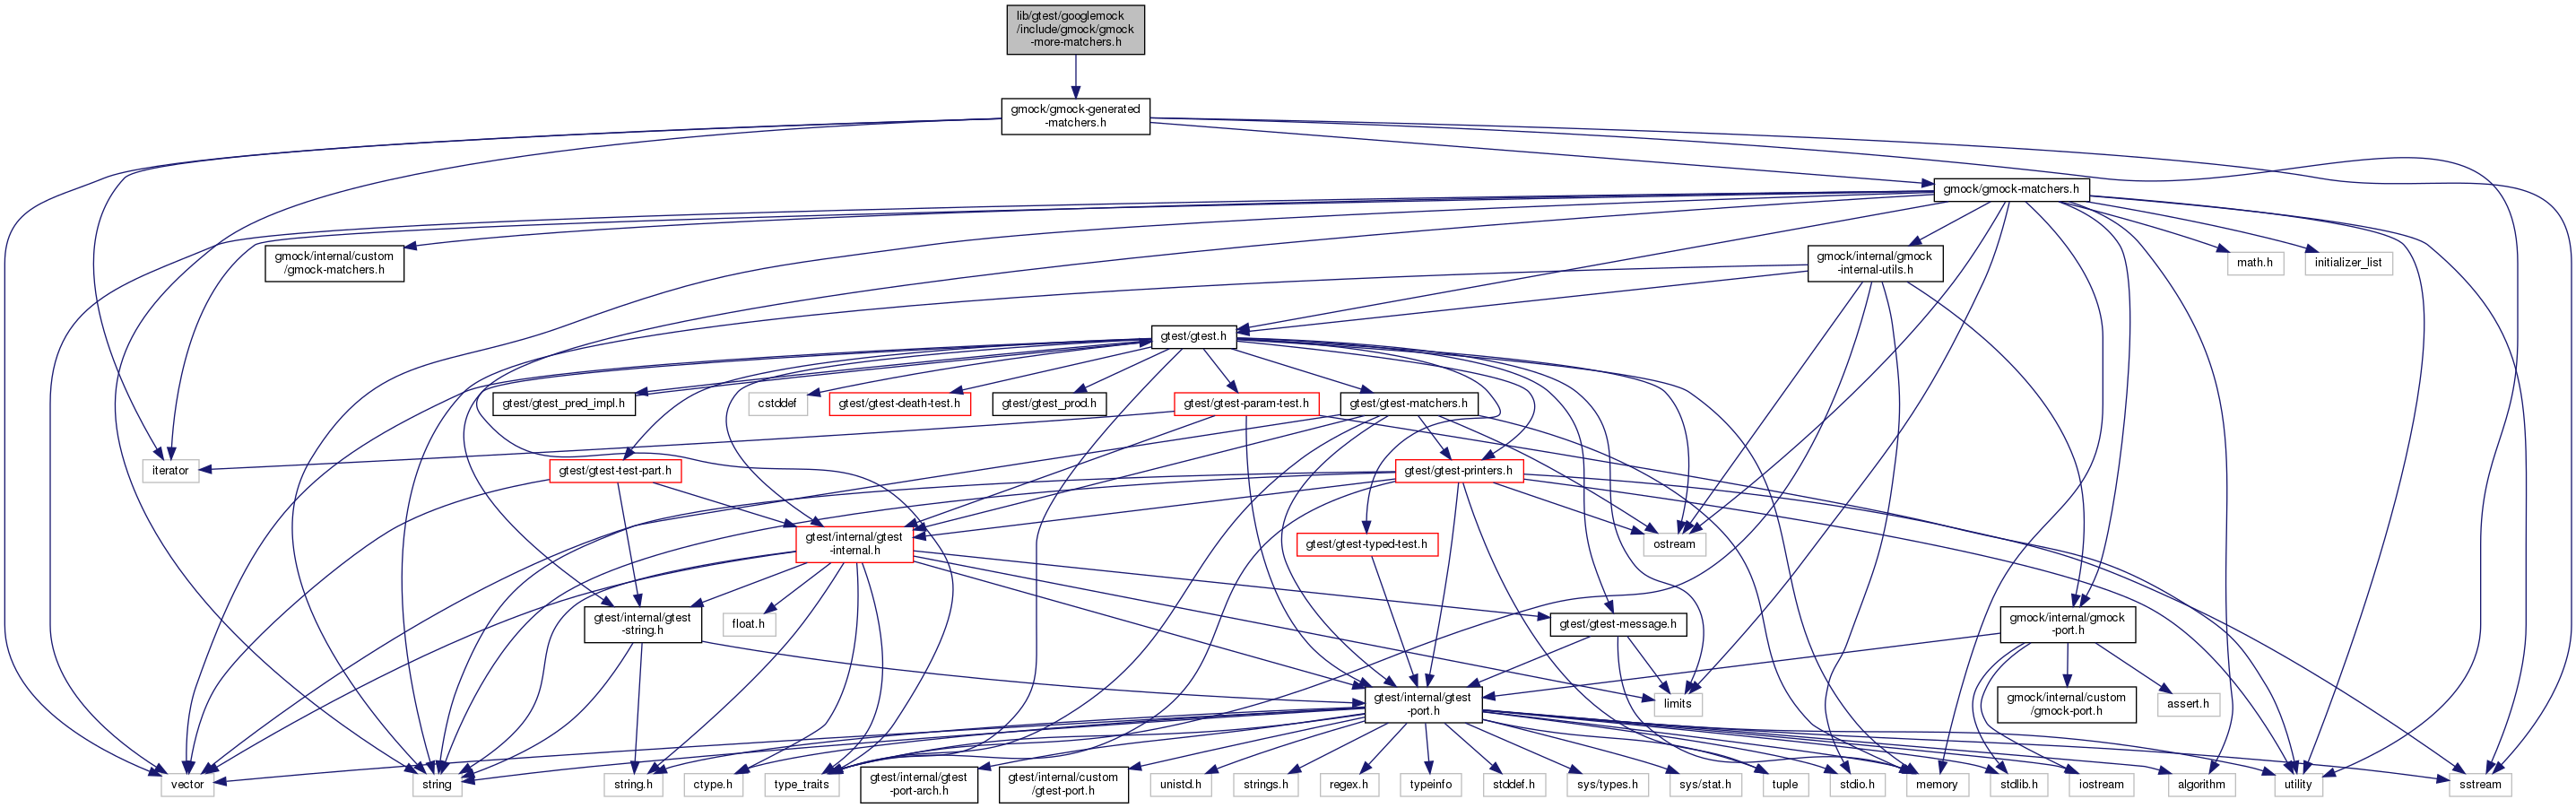 lib/gtest/googlemock
/include/gmock/gmock
-more-matchers.h
gmock/gmock-generated
-matchers.h
gmock/gmock-matchers.h
gmock/internal/custom
/gmock-matchers.h
gmock/internal/gmock
-internal-utils.h
math.h
initializer_list
gtest/gtest.h
gtest/gtest_pred_impl.h
cstddef
gtest/gtest-death-test.h
gtest/gtest_prod.h
gtest/gtest-param-test.h
gtest/gtest-matchers.h
iterator
gtest/gtest-test-part.h
gtest/gtest-printers.h
gtest/internal/gtest
-internal.h
gtest/gtest-typed-test.h
ostream
gtest/internal/gtest
-string.h
float.h
gtest/gtest-message.h
gmock/internal/gmock
-port.h
gtest/internal/gtest
-port.h
limits
gmock/internal/custom
/gmock-port.h
assert.h
vector
string
string.h
ctype.h
type_traits
gtest/internal/gtest
-port-arch.h
gtest/internal/custom
/gtest-port.h
unistd.h
strings.h
regex.h
typeinfo
stddef.h
sys/types.h
sys/stat.h
tuple
stdio.h
memory
stdlib.h
iostream
algorithm
utility
sstream